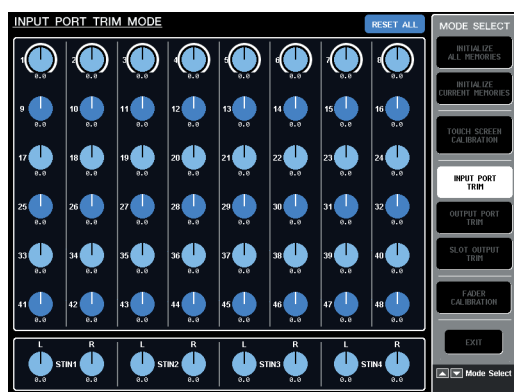 INPUT PORT TRIM MODE
RESET ALL
1 2 3 4 5 6 7 8
0.0 0.0 0.0 0.0 0.0 0.0 0.0 0.0
9 10 11 12 13 14 15 16
0.0 0.0 0.0 0.0 0.0 0.0 0.0 0.0
17 18 19 20 21 22 23 24
0.0 0.0 0.0 0.0 0.0 0.0 0.0 0.0
25 26 27 28 29 30 31 32
0.0 0.0 0.0 0.0 0.0 0.0 0.0 0.0
33 34 35 36 37 38 39 40
0.0 0.0 0.0 0.0 0.0 0.0 0.0 0.0
41 42 43 44 45 46 47 48
0.0 0.0 0.0 0.0 0.0 0.0 0.0 0.0
L R L R L R L R
STIN1 STIN2 STIN3 STIN4
0.0 0.0 0.0 0.0 0.0 0.0 0.0 0.0
MODE SELECT
INITIALIZE
ALL MEMORIES
INITIALIZE
CURRENT MEMORIES
TOUCH SCREEN
CALIBRATION
INPUT PORT
TRIM
OUTPUT PORT
TRIM
SLOT OUTPUT
TRIM
FADER
CALIBRATION
EXIT
Mode Select